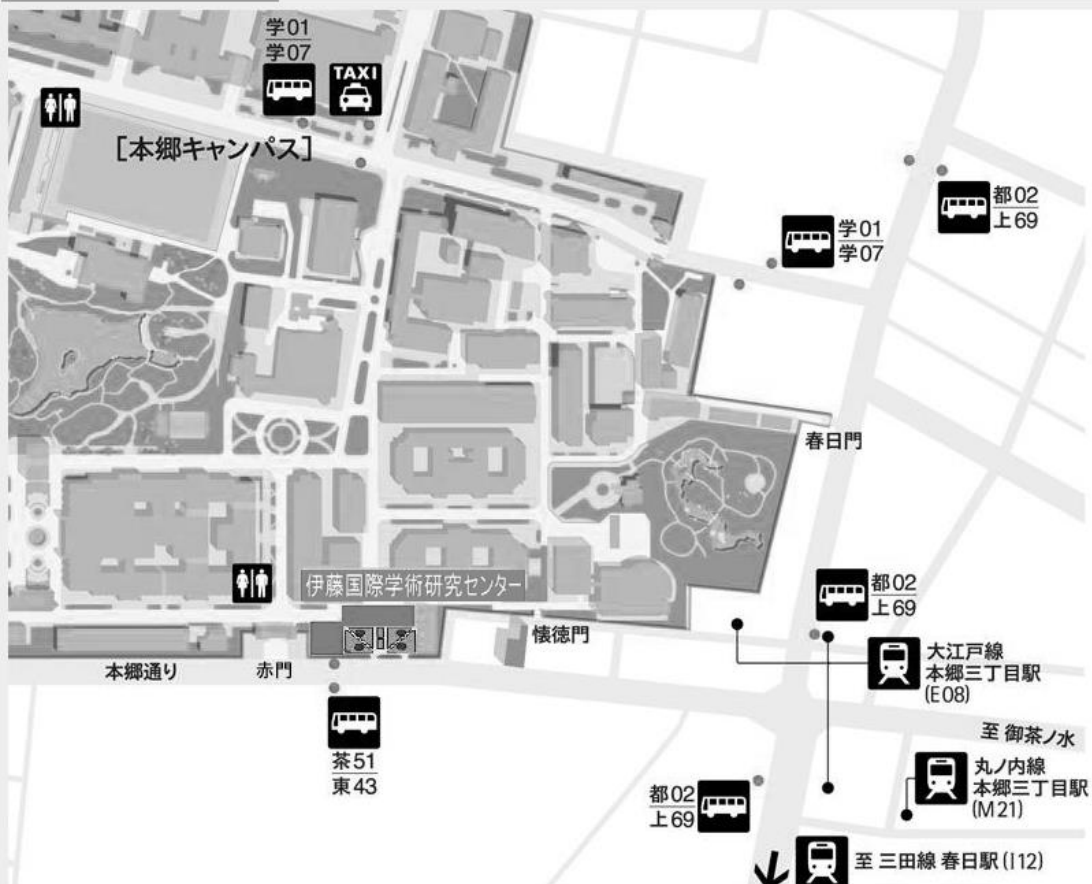 学01
学07
TAXI
[本郷キャンパス]
都02
上69
学01
学07
春日門
都02
上69
伊藤国際学術研究センター
懐徳門
本郷通り
赤門
大江戸線
本郷三丁目駅
(E08)
茶51
東43
至 御茶ノ水
丸ノ内線
本郷三丁目駅
(M21)
都02
上69
至 三田線 春日駅(I12)